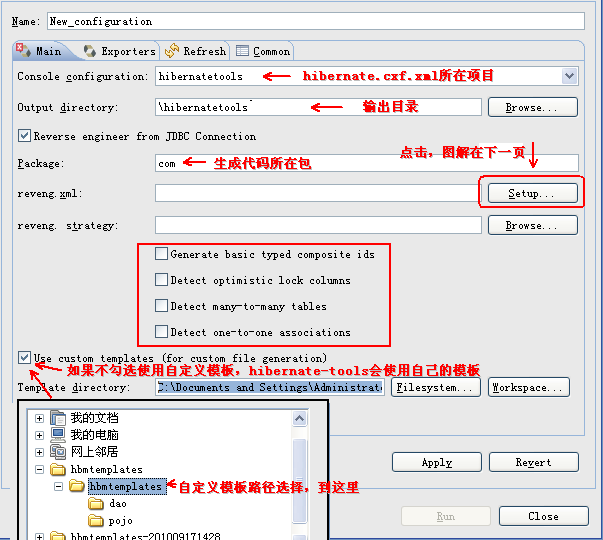 Name: New_configuration
Main Exporters Refresh Common
Console configuration: hibernatetools hibernate.cxf.xml所在项目
Output directory: \hibernatetools 输出目录 Browse...
Reverse engineer from JDBC Connection
点击，图解在下一页
Package: com 生成代码所在包
reveng.xml: Setup...
reveng. strategy: Browse...
Generate basic typed composite ids
Detect optimistic lock columns
Detect many-to-many tables
Detect one-to-one associations
Use custom templates (for custom file generation)
如果不勾选使用自定义模板，hibernate-tools会使用自己的模板
Template directory: C:\Documents and Settings\Administrat Filesystem... Workspace...
我的文档
我的电脑
网上邻居
hbmtemplates
hbmtemplates 自定义模板路径选择，到这里
dao
pojo
hbmtemplates-201009171428
Apply Revert
Run Close